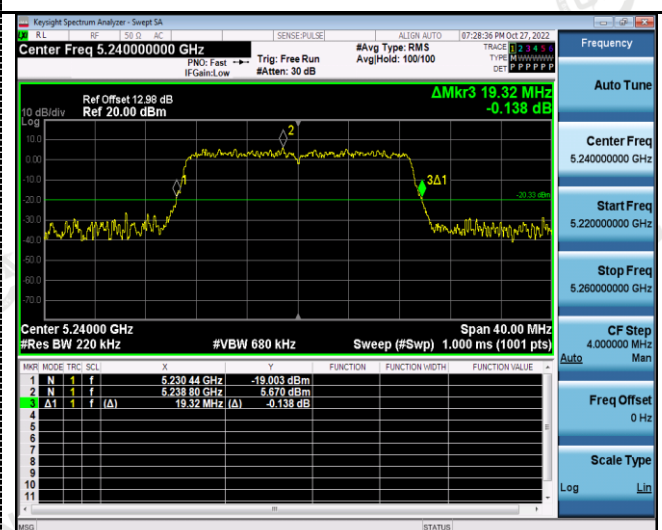 Keysight Spectrum Analyzer - Swept SA
RL RF 50 Ω AC SENSE:PULSE ALIGN AUTO 07:28:36 PM Oct 27, 2022
Center Freq 5.240000000 GHz
PNO: Fast
IFGain:Low
Trig: Free Run
#Atten: 30 dB
#Avg Type: RMS
Avg|Hold: 100/100
TRACE 1 2 3 4 5 6
TYPE M W W W W W
DET P P P P P P
Ref Offset 12.98 dB
Ref 20.00 dBm
10 dB/div
Log
ΔMkr3 19.32 MHz
-0.138 dB
10.0
0.00
-10.0
-20.0
-30.0
-40.0
-50.0
-60.0
-70.0
1
2
3Δ1
-20.33 dBm
Center 5.24000 GHz
Span 40.00 MHz
#Res BW 220 kHz
#VBW 680 kHz
Sweep (#Swp) 1.000 ms (1001 pts)
MKR MODE TRC SCL X Y FUNCTION FUNCTION WIDTH FUNCTION VALUE
1 N 1 f 5.230 44 GHz -19.003 dBm
2 N 1 f 5.238 80 GHz 5.670 dBm
3 Δ1 1 f (Δ) 19.32 MHz (Δ) -0.138 dB
4
5
6
7
8
9
10
11
MSG
STATUS
Frequency
Auto Tune
Center Freq
5.240000000 GHz
Start Freq
5.220000000 GHz
Stop Freq
5.260000000 GHz
CF Step
4.000000 MHz
Auto Man
Freq Offset
0 Hz
Scale Type
Log Lin